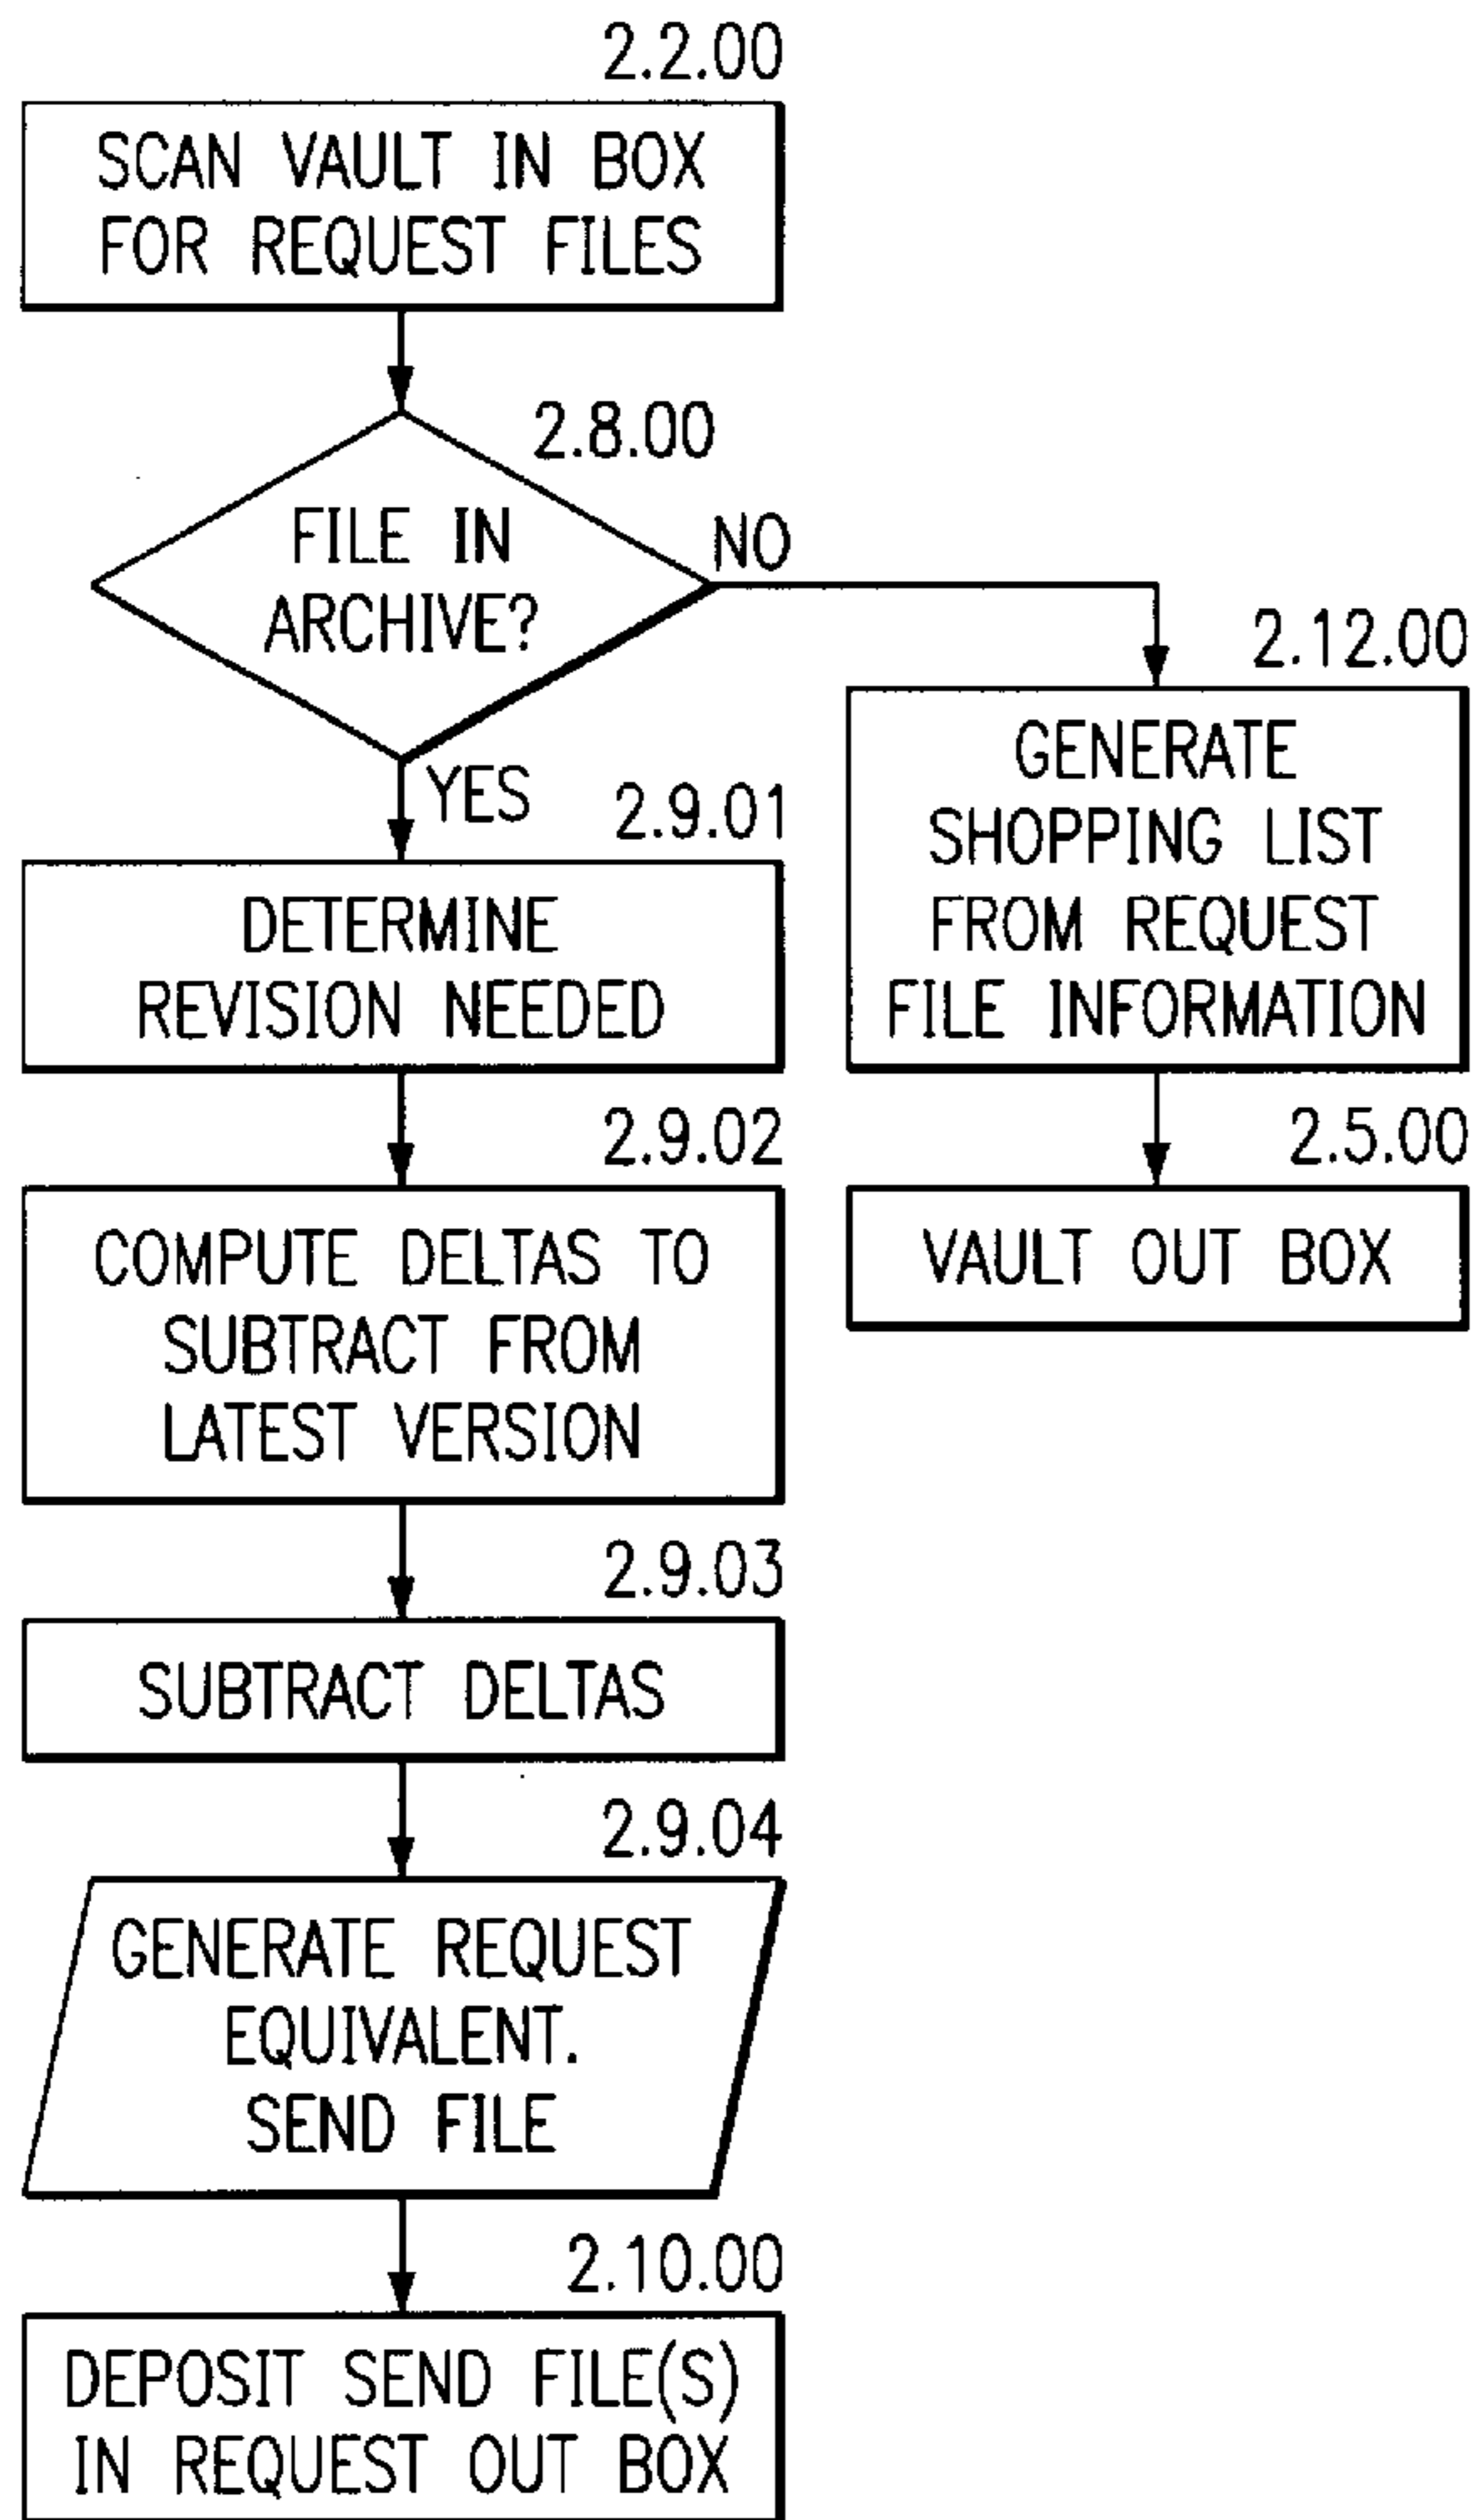 2.2.00
SCAN VAULT IN BOX
FOR REQUEST FILES
2.8.00
FILE IN
ARCHIVE?
NO
YES
2.12.00
GENERATE
SHOPPING LIST
FROM REQUEST
FILE INFORMATION
2.5.00
VAULT OUT BOX
2.9.01
DETERMINE
REVISION NEEDED
2.9.02
COMPUTE DELTAS TO
SUBTRACT FROM
LATEST VERSION
2.9.03
SUBTRACT DELTAS
2.9.04
GENERATE REQUEST
EQUIVALENT.
SEND FILE
2.10.00
DEPOSIT SEND FILE(S)
IN REQUEST OUT BOX